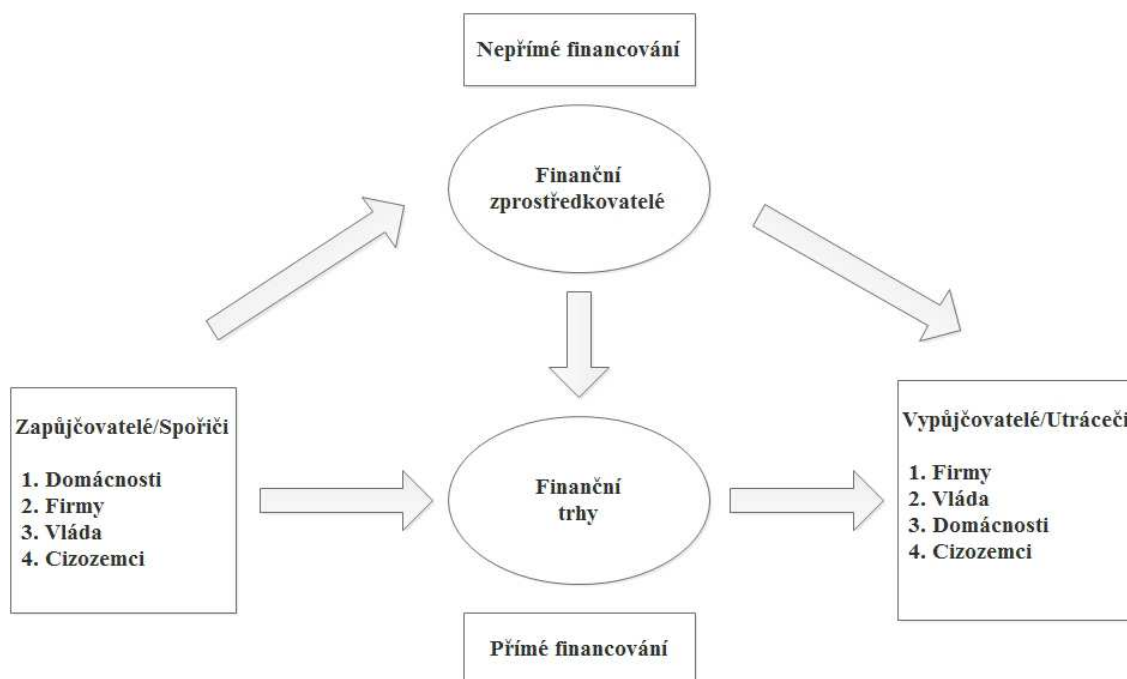 Nepřímé financování
Finanční
zprostředkovatelé
Zapůjčovatelé/Spořiči
1. Domácnosti
2. Firmy
3. Vláda
4. Cizozemci
Finanční
trhy
Vypůjčovatelé/Utráceči
1. Firmy
2. Vláda
3. Domácnosti
4. Cizozemci
Přímé financování